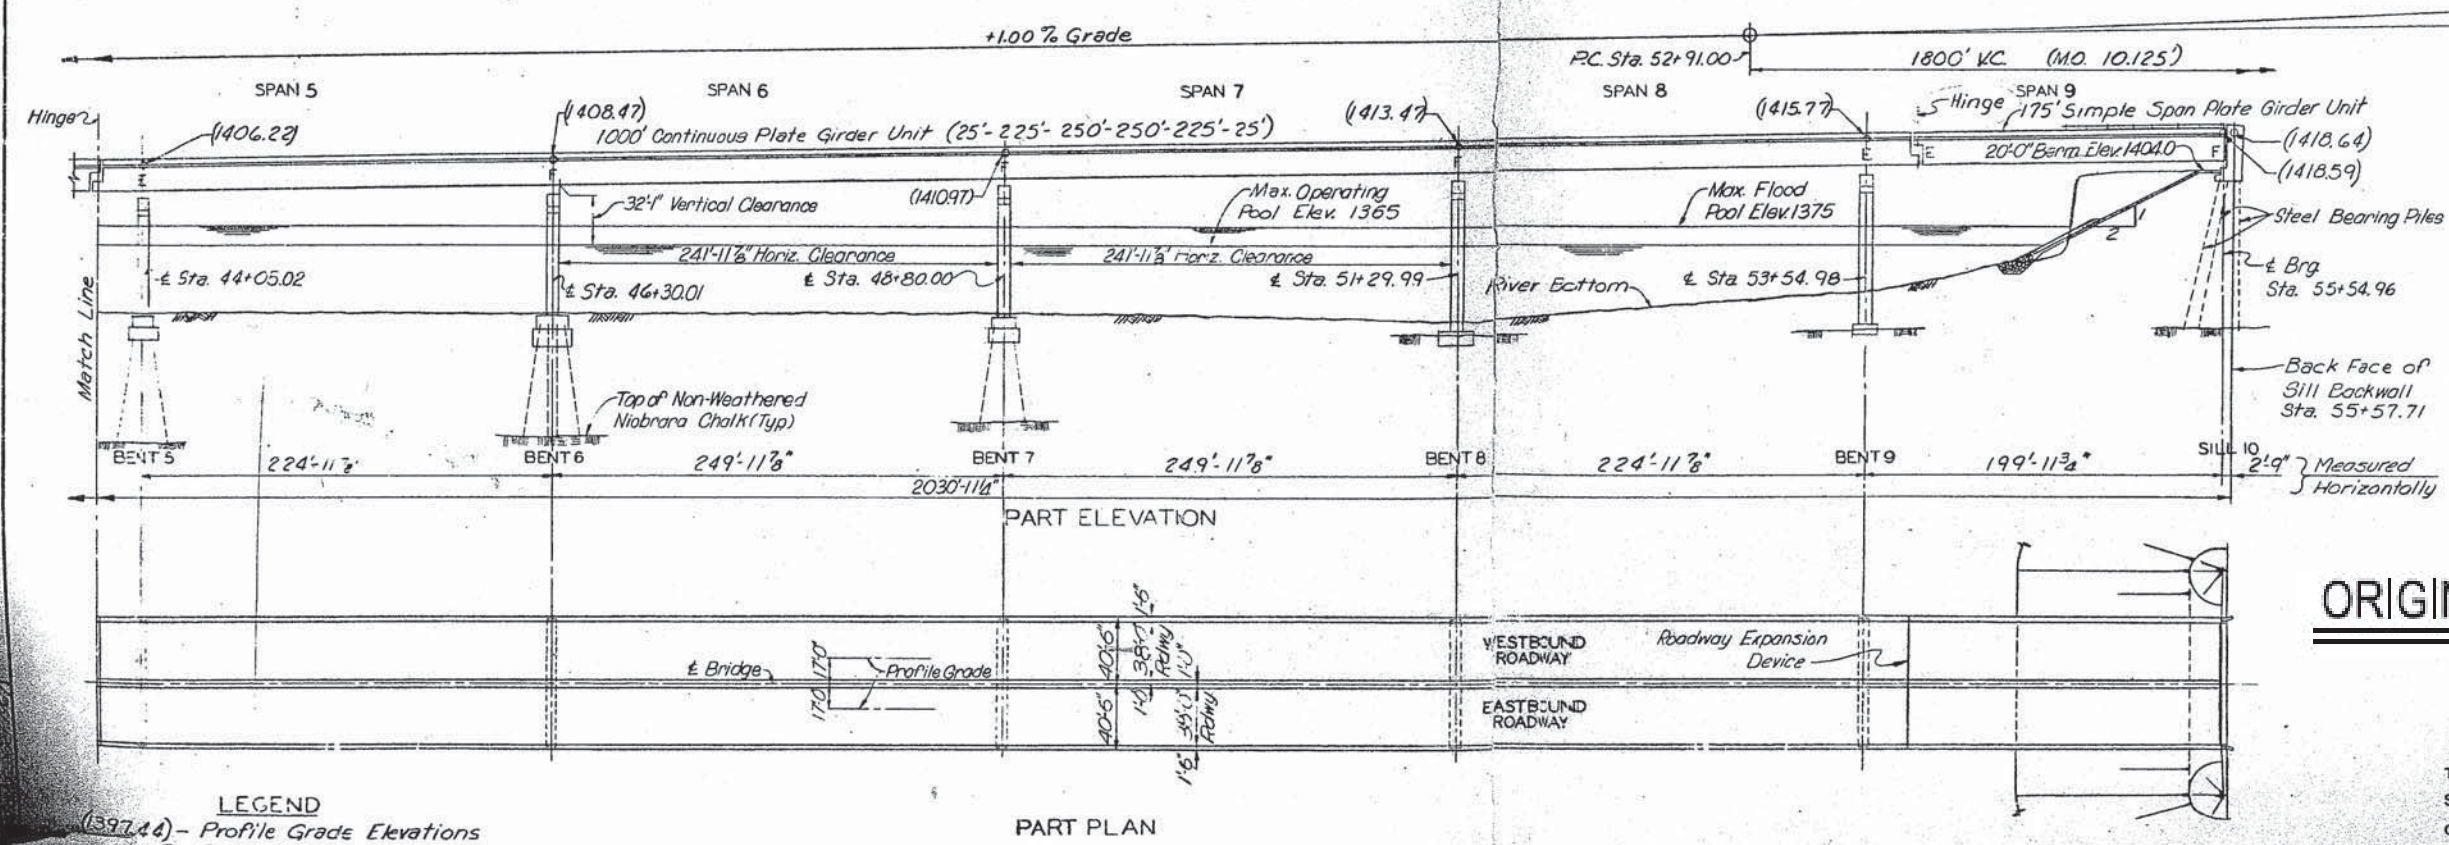 +1.00 % Grade
P.C. Sta. 52+91.00
1800' V.C. (M.O. 10.125')
SPAN 5
SPAN 6
SPAN 7
SPAN 8
SPAN 9
Hinge
(1406.22)
(1408.47)
1000' Continuous Plate Girder Unit (25'-225'-250'-250'-225'-25')
(1413.47)
(1415.77)
Hinge
175' Simple Span Plate Girder Unit
(1418.64)
(1418.59)
20'-0" Berm Elev. 1404.0
E
F
F
F
E
E
F
32'-1" Vertical Clearance
(1410.97)
Max. Operating
Pool Elev. 1365
Max. Flood
Pool Elev. 1375
1
2
Steel Bearing Piles
241'-11⅞" Horiz. Clearance
241'-11⅞" Horiz. Clearance
℄ Sta. 44+05.02
℄ Sta. 46+30.01
℄ Sta. 48+80.00
℄ Sta. 51+29.99
River Bottom
℄ Sta. 53+54.98
℄ Brg.
Sta. 55+54.96
Match Line
Top of Non-Weathered
Niobrara Chalk (Typ)
Back Face of
Sill Backwall
Sta. 55+57.71
BENT 5
BENT 6
BENT 7
BENT 8
BENT 9
SILL 10
224'-11⅞"
249'-11⅞"
249'-11⅞"
224'-11⅞"
199'-11¾"
2'-9"
Measured
Horizontally
2030'-11¼"
PART ELEVATION
℄ Bridge
17'-0"
17'-0"
Profile Grade
40'-6"
40'-6"
1'-6"
38'-0"
Rdwy
1'-0"
1'-0"
38'-0"
Rdwy
1'-6"
WESTBOUND
ROADWAY
EASTBOUND
ROADWAY
Roadway Expansion
Device
ORIGIN
LEGEND
(1397.44) - Profile Grade Elevations
PART PLAN